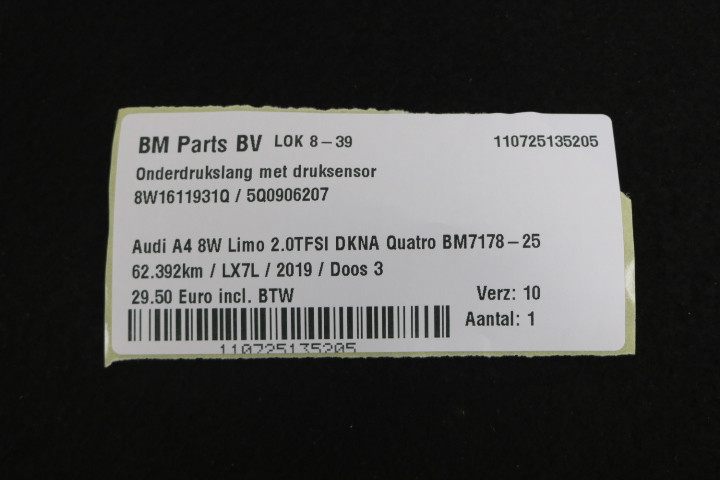 BM Parts BV LOK 8-39 110725135205
Onderdrukslang met druksensor
8W1611931Q / 5Q0906207
Audi A4 8W Limo 2.0TFSI DKNA Quatro BM7178-25
62.392km / LX7L / 2019 / Doos 3
29.50 Euro incl. BTW Verz: 10
Aantal: 1
110725135205